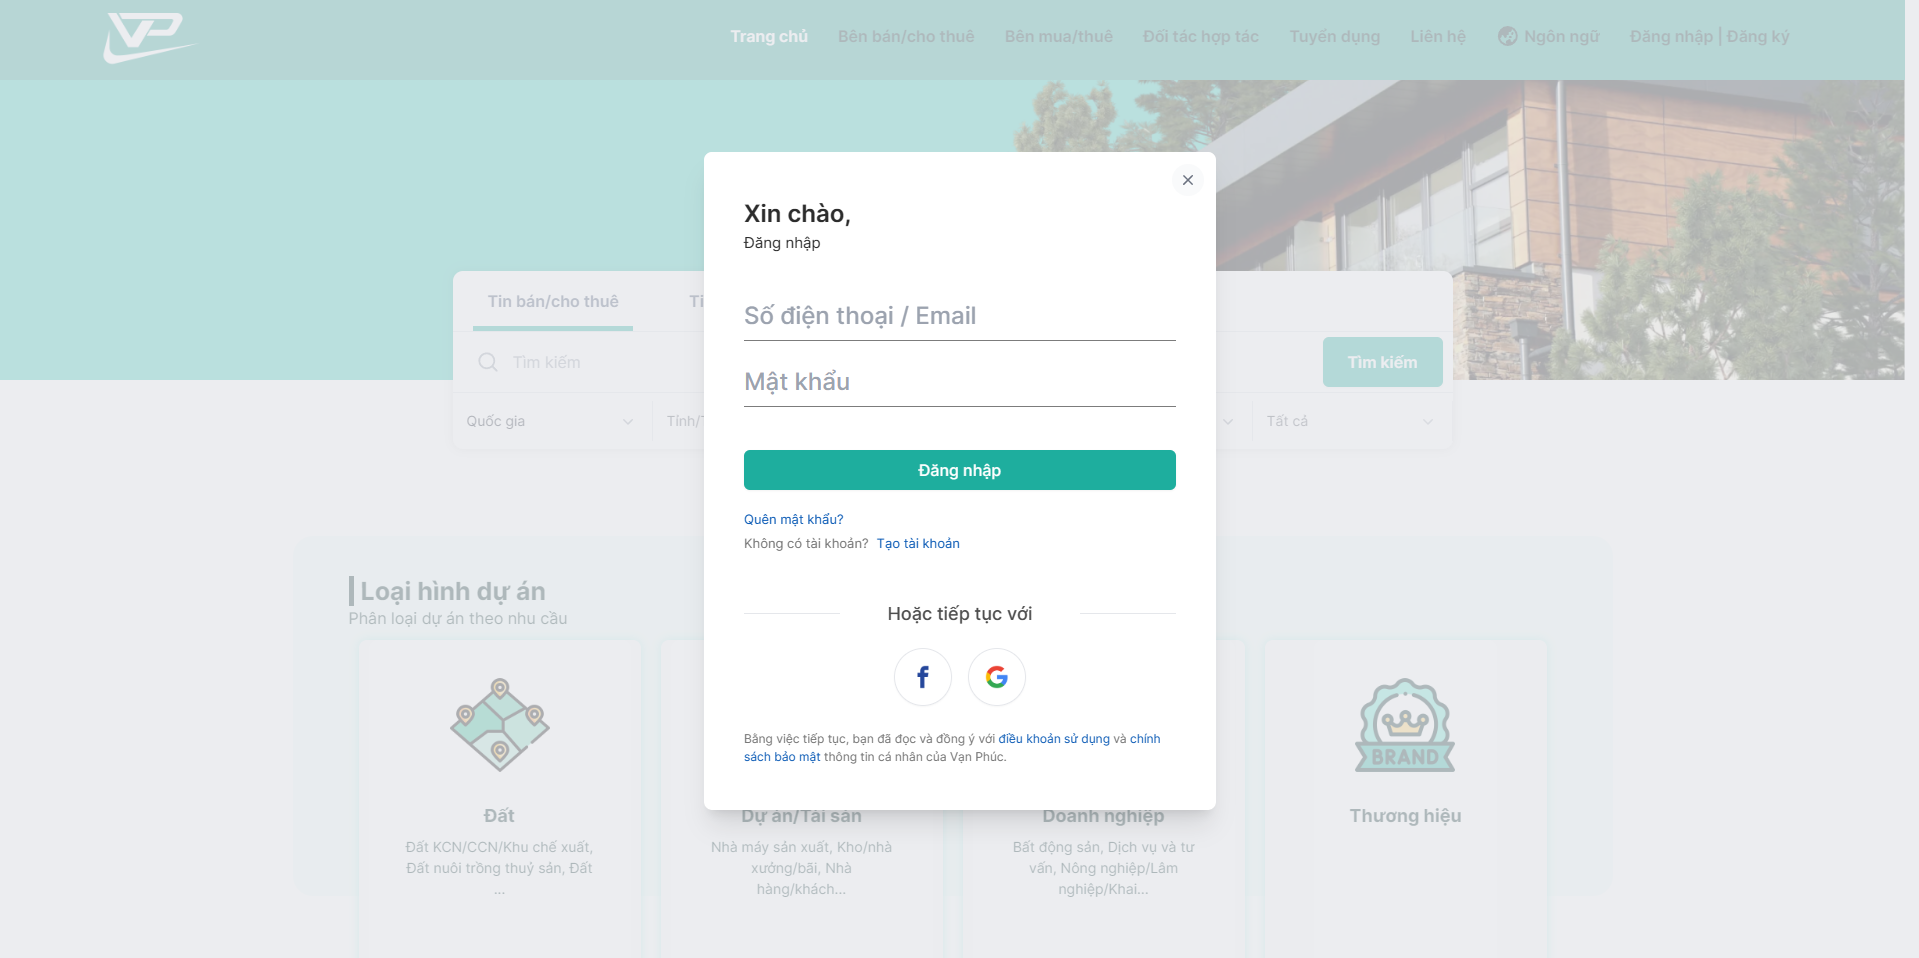 VP
Trang chủ
Bên bán/cho thuê
Bên mua/thuê
Đối tác hợp tác
Tuyển dụng
Liên hệ
Ngôn ngữ
Đăng nhập | Đăng ký
Tin bán/cho thuê
Tìm kiếm
Tìm kiếm
Quốc gia
Tất cả
Xin chào,
Đăng nhập
Số điện thoại / Email
Mật khẩu
Đăng nhập
Quên mật khẩu?
Không có tài khoản? Tạo tài khoản
Hoặc tiếp tục với
Bằng việc tiếp tục, bạn đã đọc và đồng ý với điều khoản sử dụng và chính
sách bảo mật thông tin cá nhân của Vạn Phúc.
Loại hình dự án
Phân loại dự án theo nhu cầu
Đất
Đất KCN/CCN/Khu chế xuất,
Đất nuôi trồng thuỷ sản, Đất
...
Dự án/Tài sản
Nhà máy sản xuất, Kho/nhà
xưởng/bãi, Nhà
hàng/khách...
Doanh nghiệp
Bất động sản, Dịch vụ và tư
vấn, Nông nghiệp/Lâm
nghiệp/Khai...
BRAND
Thương hiệu